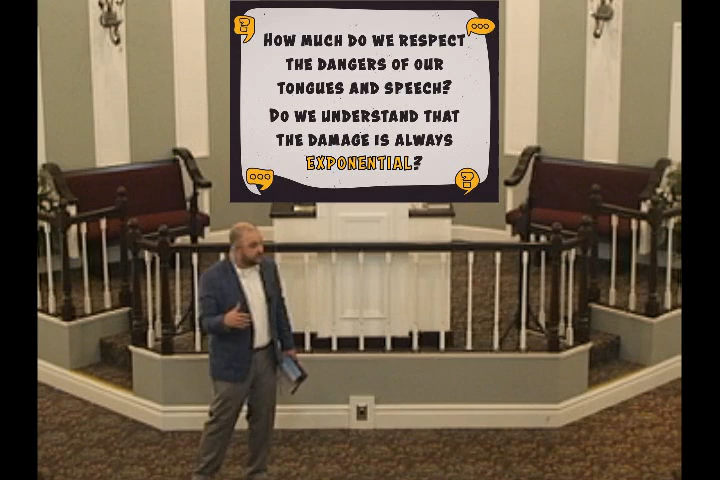 HOW MUCH DO WE RESPECT
THE DANGERS OF OUR
TONGUES AND SPEECH?
DO WE UNDERSTAND THAT
THE DAMAGE IS ALWAYS
EXPONENTIAL?